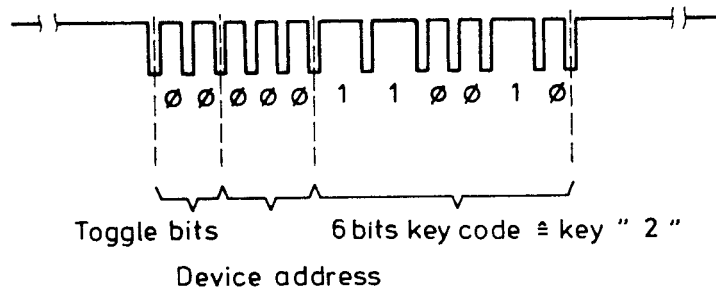 Ø Ø Ø Ø Ø 1 1 Ø Ø 1 Ø
Toggle bits 6 bits key code ≙ key " 2 "
Device address